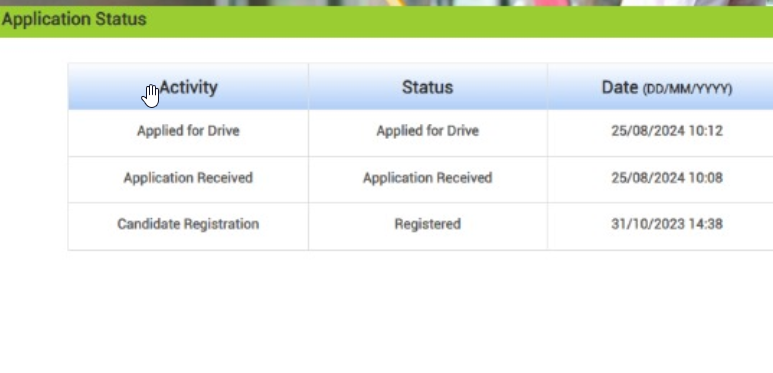 Application Status
Activity Status Date (DD/MM/YYYY)
Applied for Drive Applied for Drive 25/08/2024 10:12
Application Received Application Received 25/08/2024 10:08
Candidate Registration Registered 31/10/2023 14:38